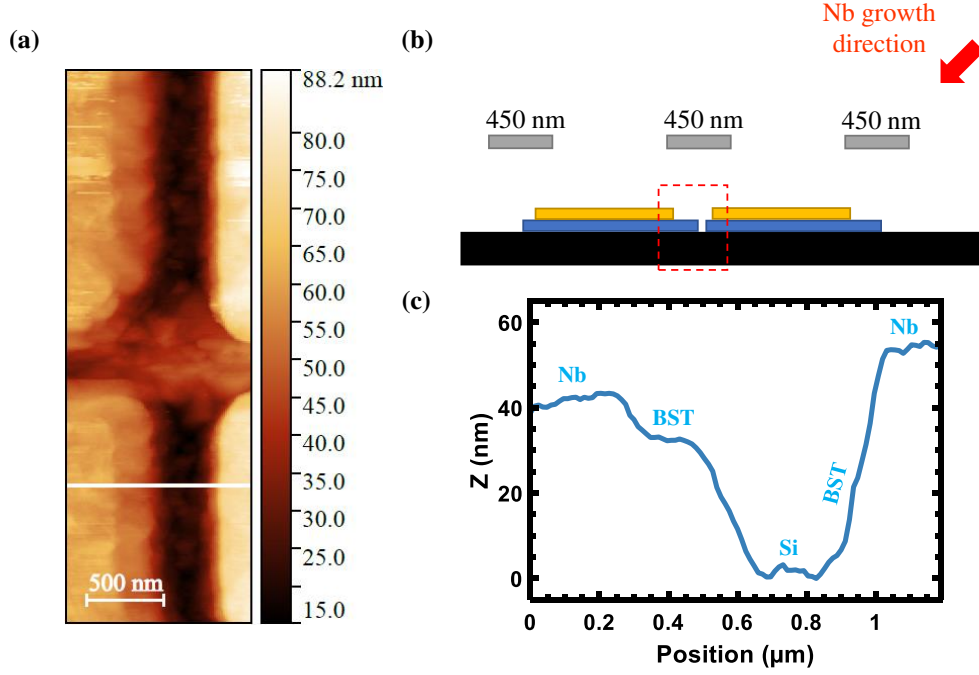 (a)
88.2 nm
80.0
75.0
70.0
65.0
60.0
55.0
50.0
45.0
40.0
35.0
30.0
25.0
15.0
500 nm
(b)
Nb growth
direction
450 nm 450 nm 450 nm
(c)
Z (nm)
60
40
20
0
Nb
BST
Si
BST
Nb
0 0.2 0.4 0.6 0.8 1
Position (µm)